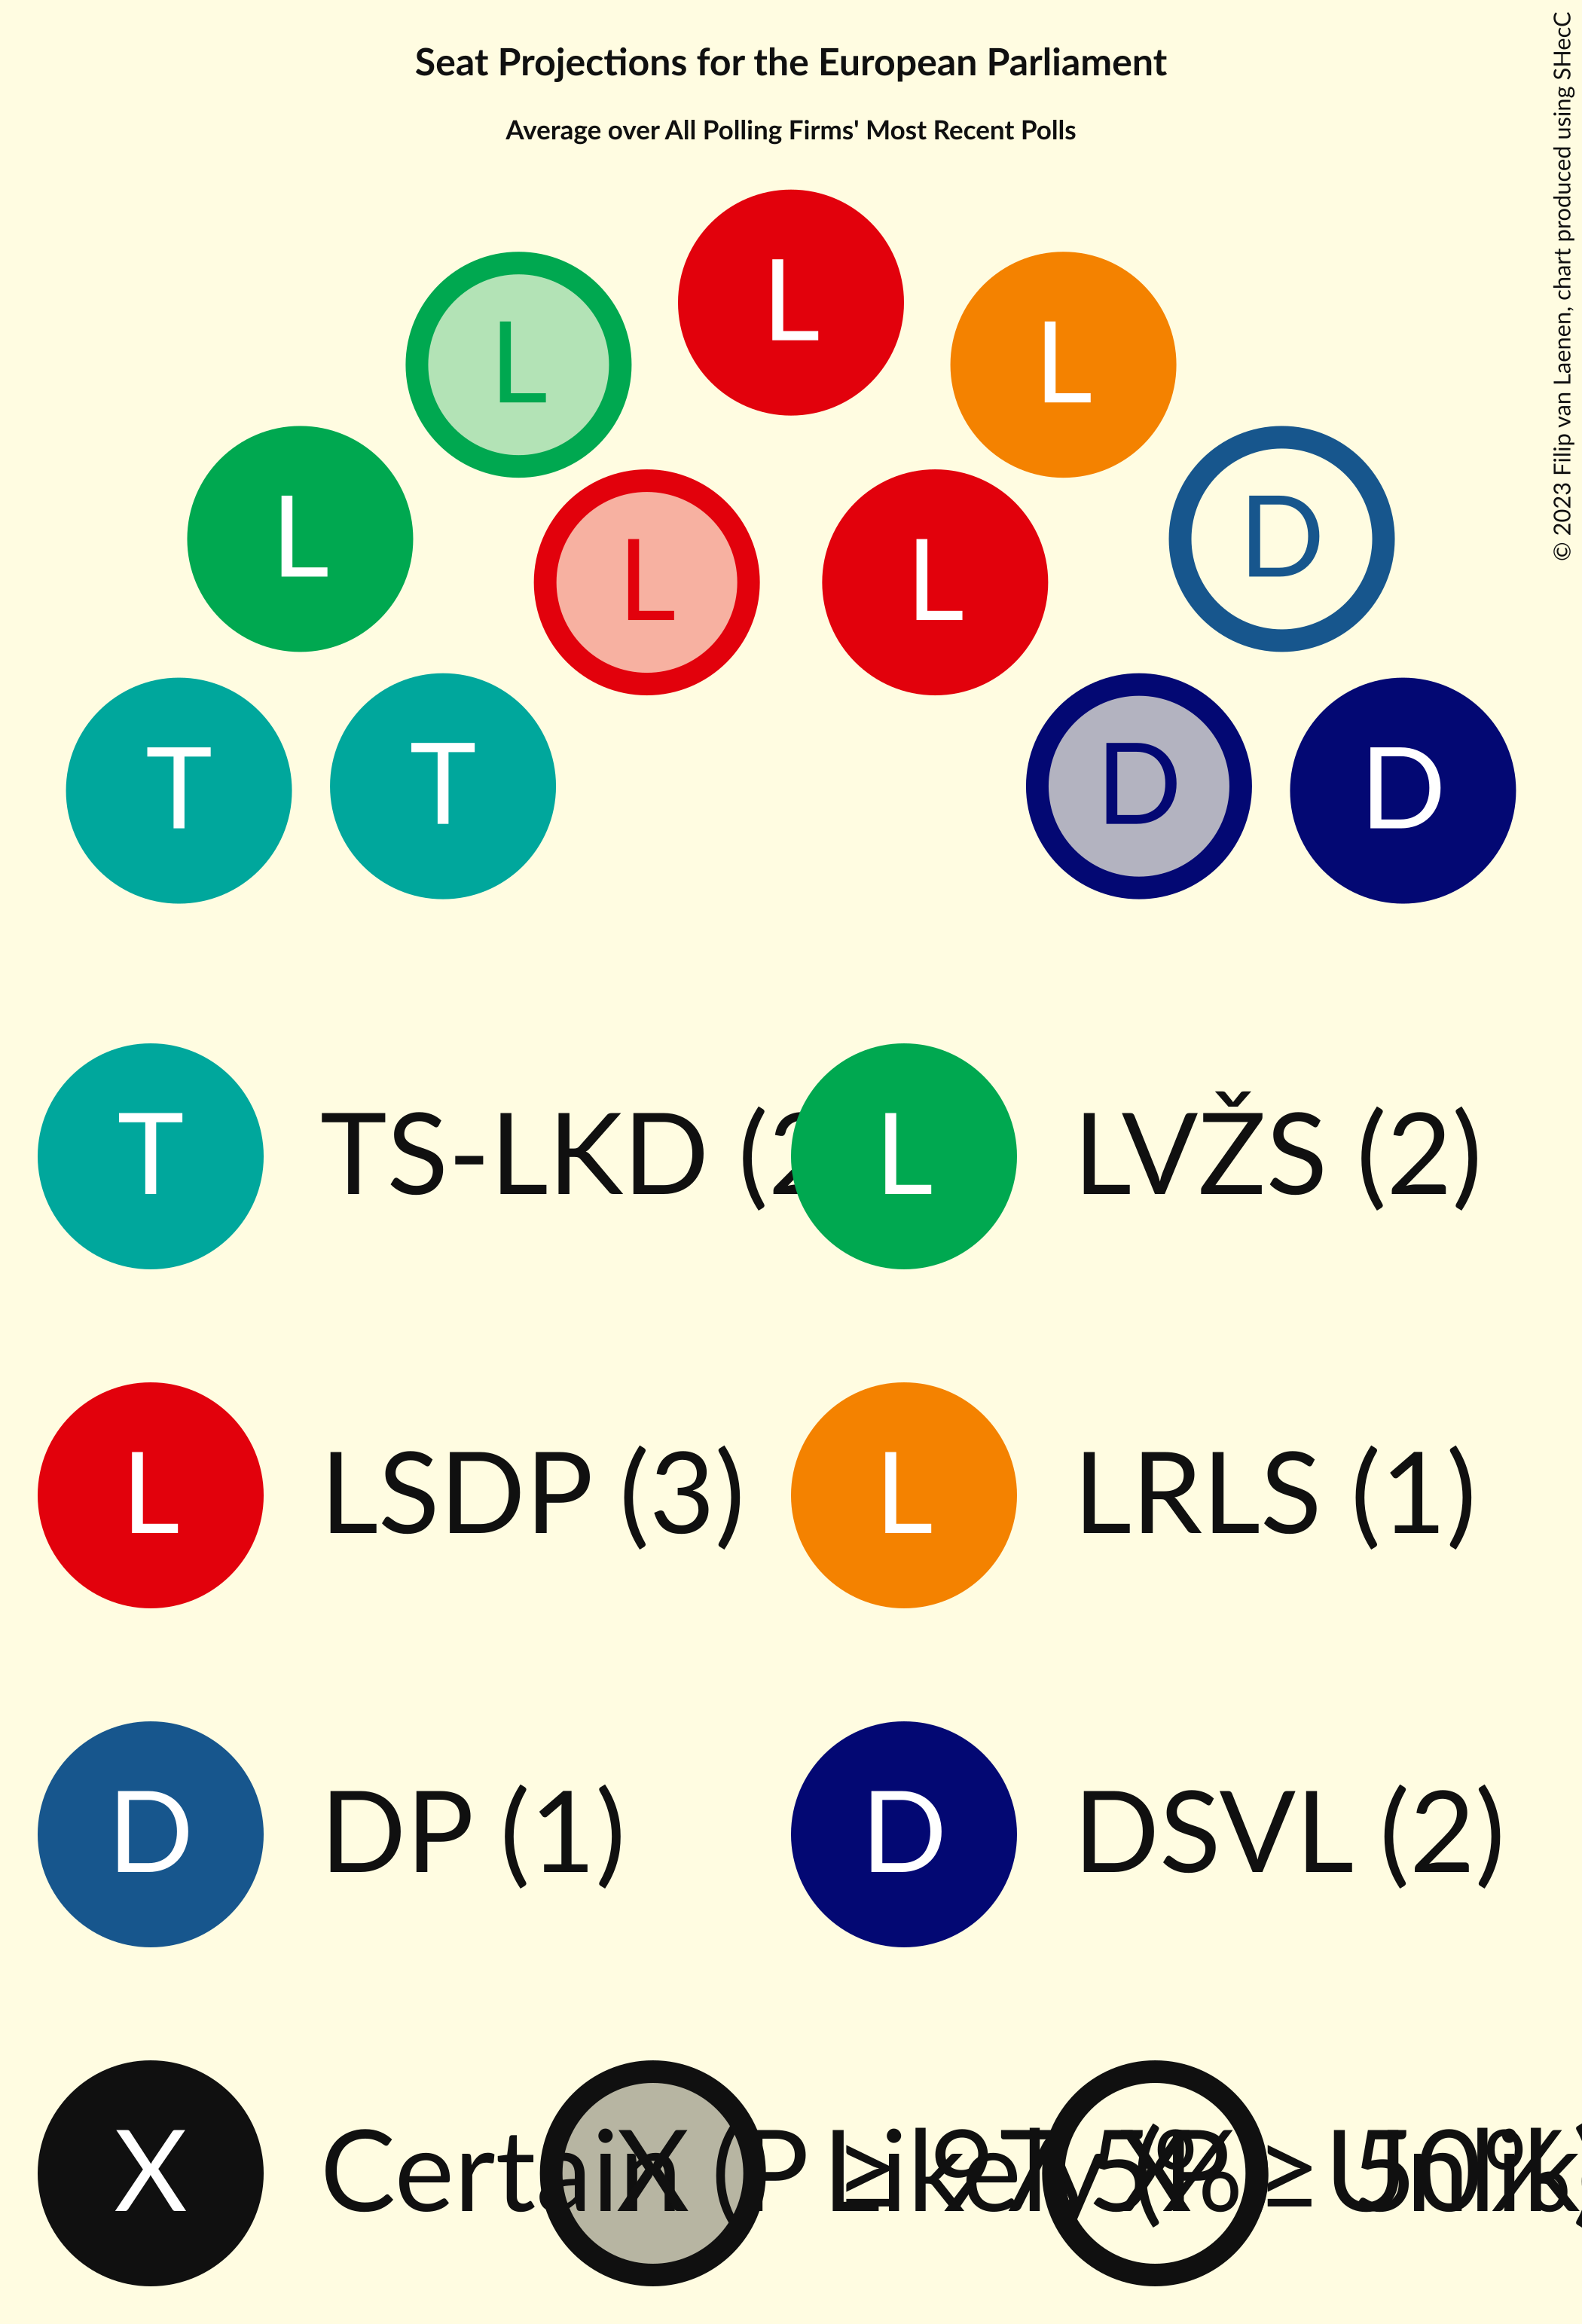 Seat Projections for the European Parliament
Average over All Polling Firms' Most Recent Polls
© 2023 Filip van Laenen, chart produced using SHecC
L
L L
L D
L L
T T D D
T TS-LKD (2 L LVŽS (2)
L LSDP (3) L LRLS (1)
D DP (1) D DSVL (2)
X Certain X X